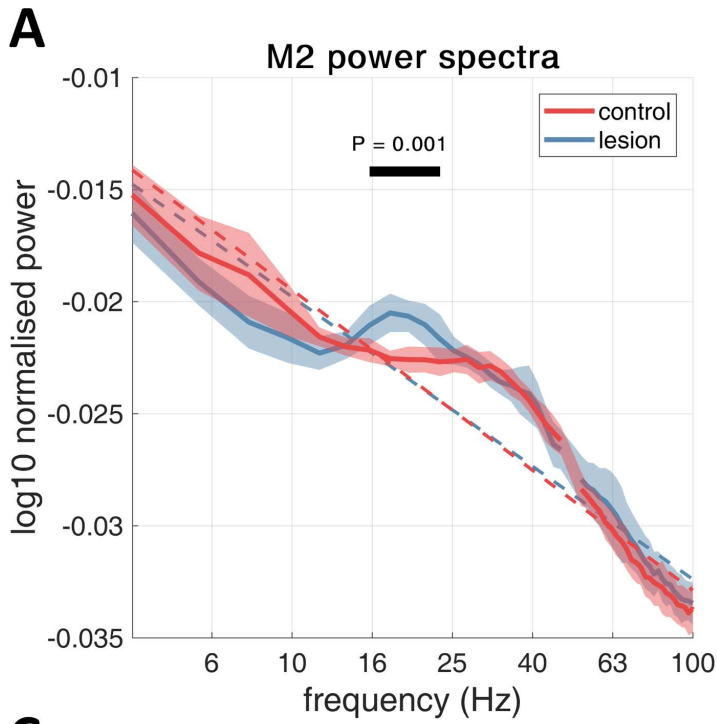 A
M2 power spectra
-0.01
control
lesion
P = 0.001
-0.015
-0.02
-0.025
-0.03
-0.035
log10 normalised power
6 10 16 25 40 63 100
frequency (Hz)